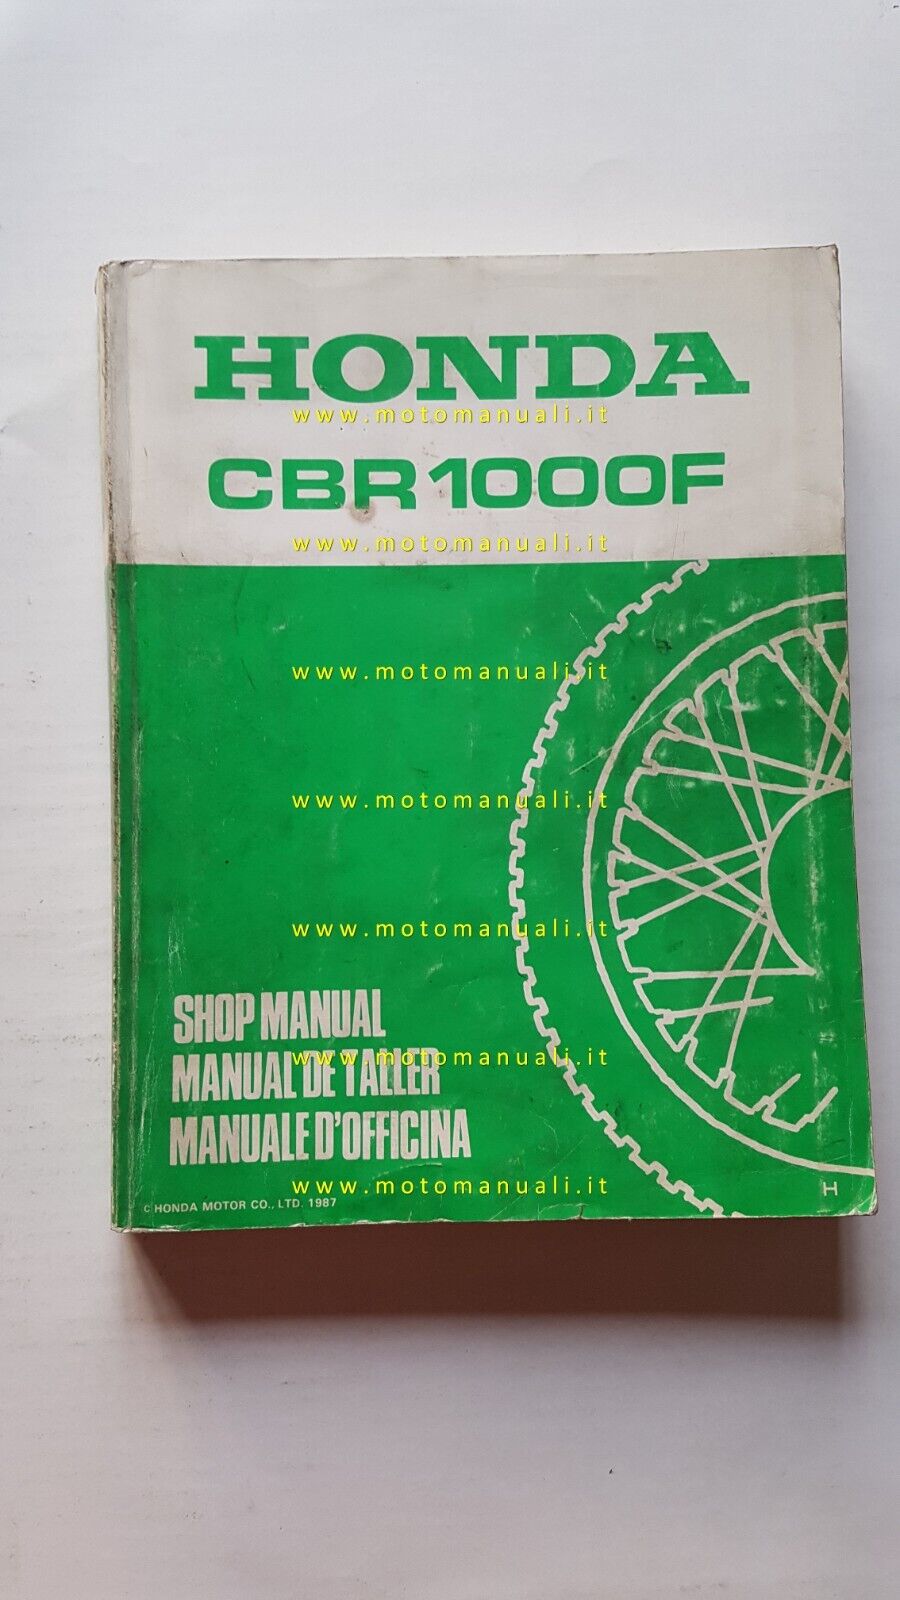 HONDA
www.motomanuali.it
CBR1000F
www.motomanuali.it
www.motomanuali.it
www.motomanuali.it
www.motomanuali.it
SHOP MANUAL
www.motomanuali.it
MANUAL DE TALLER
MANUALE D'OFFICINA
www.motomanuali.it
H
c HONDA MOTOR CO., LTD. 1987